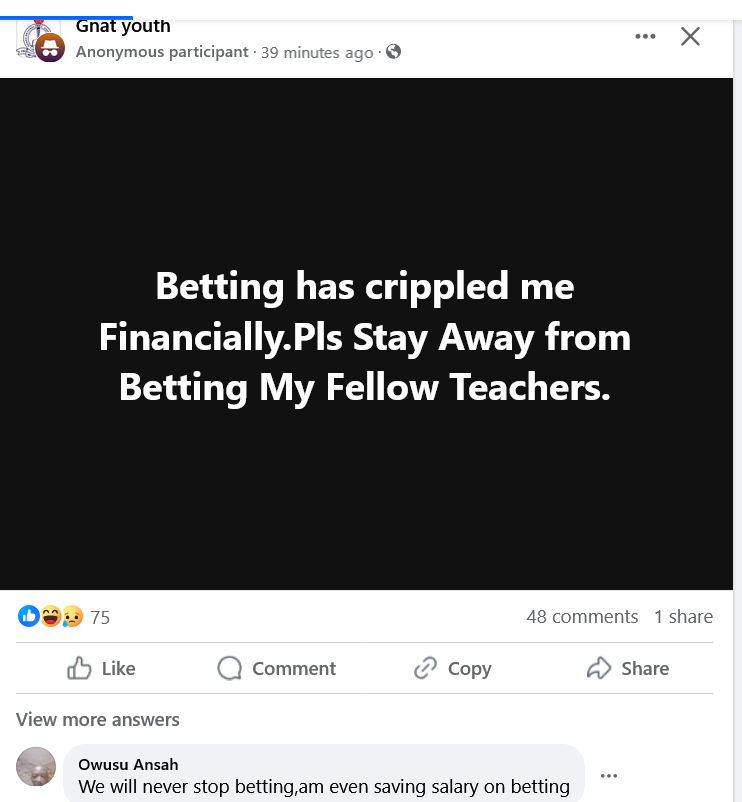 Gnat youth
Anonymous participant · 39 minutes ago ·
Betting has crippled me
Financially.Pls Stay Away from
Betting My Fellow Teachers.
75
48 comments 1 share
Like Comment Copy Share
View more answers
Owusu Ansah
We will never stop betting,am even saving salary on betting